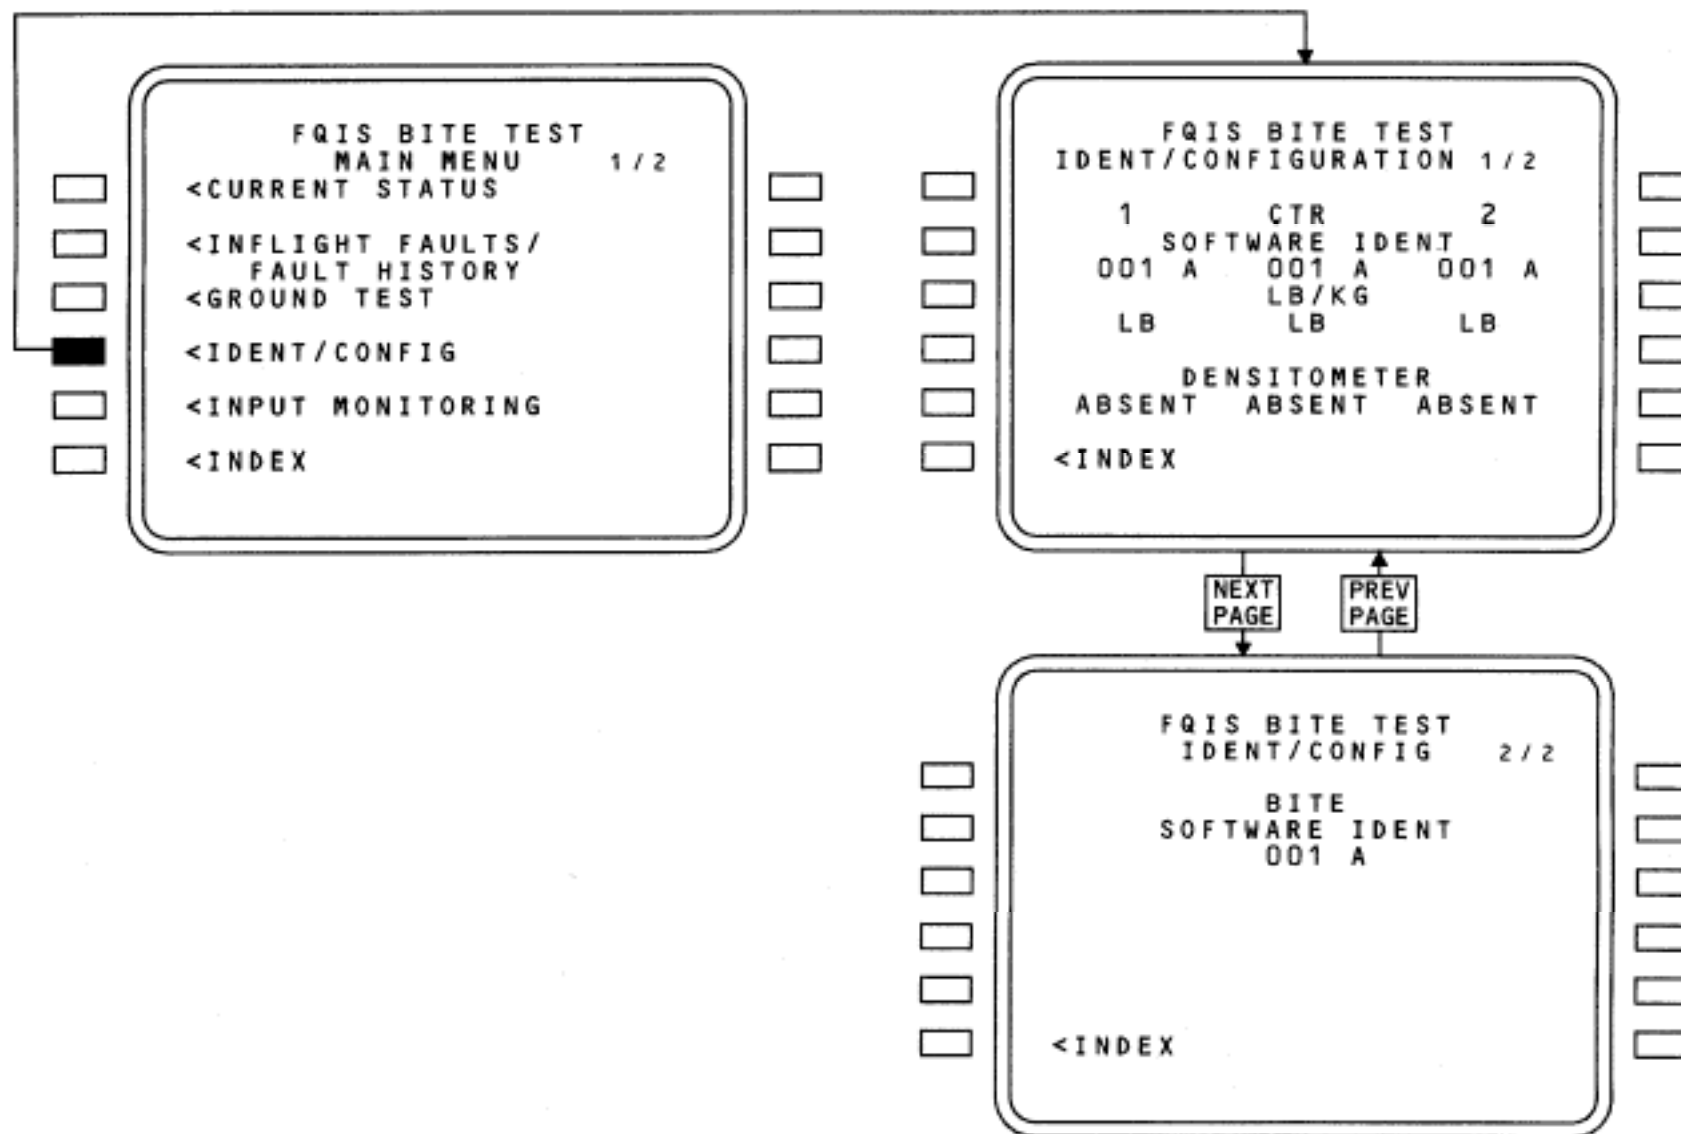 FQIS BITE TEST
MAIN MENU 1/2
<CURRENT STATUS
<INFLIGHT FAULTS/
FAULT HISTORY
<GROUND TEST
<IDENT/CONFIG
<INPUT MONITORING
<INDEX
FQIS BITE TEST
IDENT/CONFIGURATION 1/2
1 CTR 2
SOFTWARE IDENT
001 A 001 A 001 A
LB/KG
LB LB LB
DENSITOMETER
ABSENT ABSENT ABSENT
<INDEX
NEXT
PAGE
PREV
PAGE
FQIS BITE TEST
IDENT/CONFIG 2/2
BITE
SOFTWARE IDENT
001 A
<INDEX